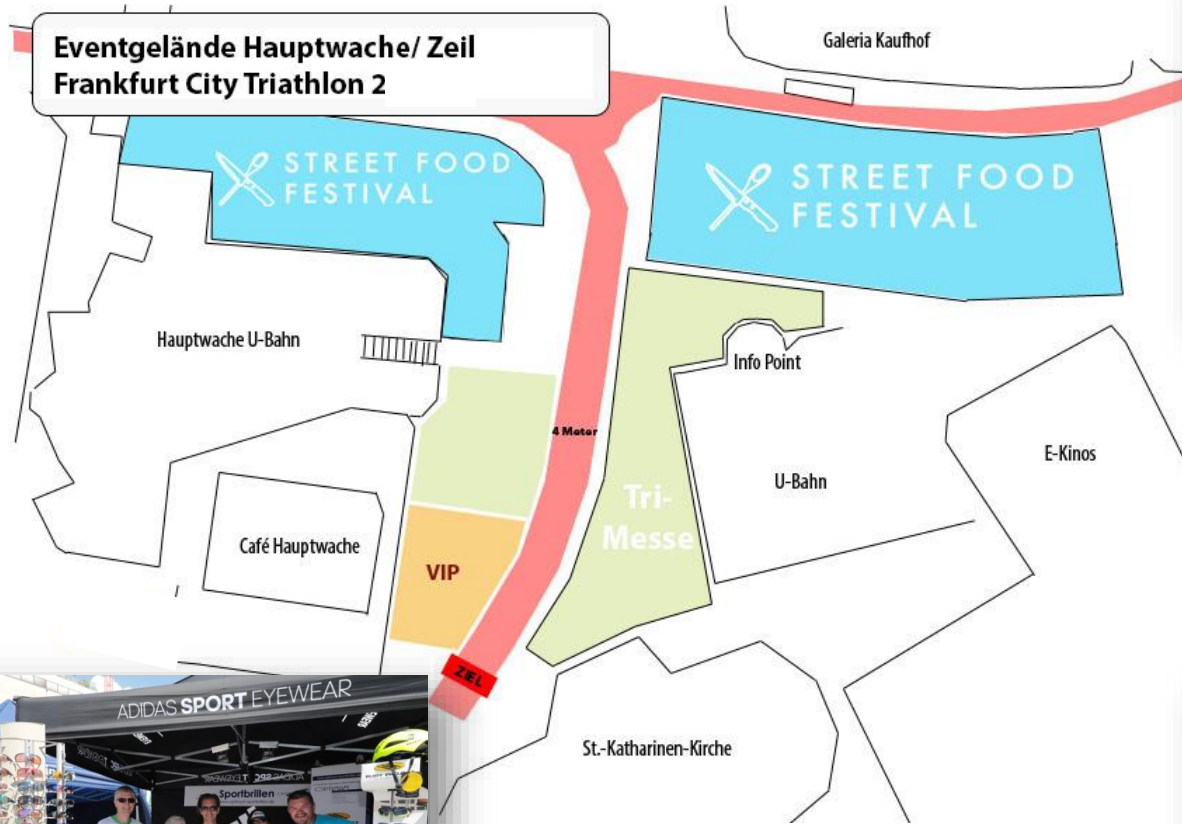 Eventgelände Hauptwache/ Zeil
Frankfurt City Triathlon 2
Galeria Kaufhof
STREET FOOD
FESTIVAL
STREET FOOD
FESTIVAL
Hauptwache U-Bahn
Info Point
4 Meter
E-Kinos
U-Bahn
Tri-
Messe
Café Hauptwache
VIP
ZIEL
ADIDAS SPORT EYEWEAR
St.-Katharinen-Kirche
Sportbrillen